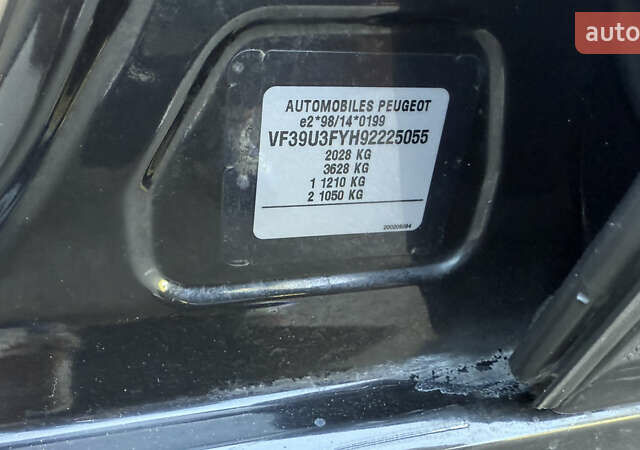 auto
AUTOMOBILES PEUGEOT
e2*98/14*0199
VF39U3FYH92225055
2028 KG
3628 KG
1 1210 KG
2 1050 KG